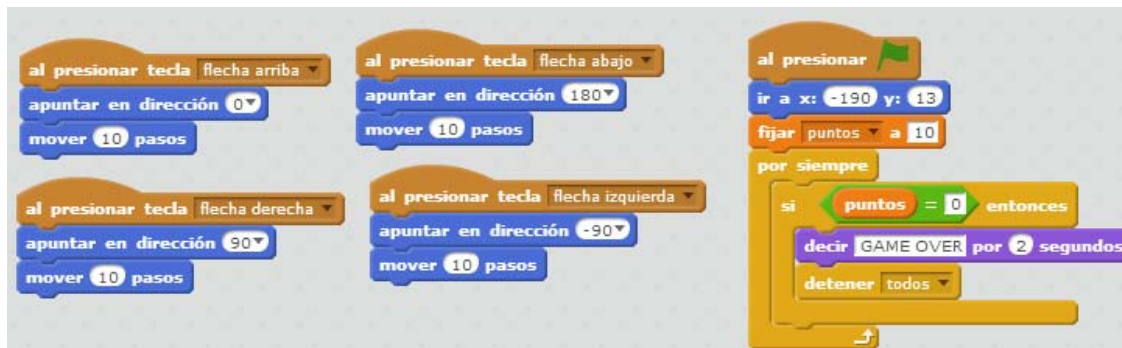 al presionar tecla flecha arriba
apuntar en dirección 0
mover 10 pasos
al presionar tecla flecha abajo
apuntar en dirección 180
mover 10 pasos
al presionar tecla flecha derecha
apuntar en dirección 90
mover 10 pasos
al presionar tecla flecha izquierda
apuntar en dirección -90
mover 10 pasos
al presionar
ir a x: -190 y: 13
fijar puntos a 10
por siempre
si puntos = 0 entonces
decir GAME OVER por 2 segundos
detener todos